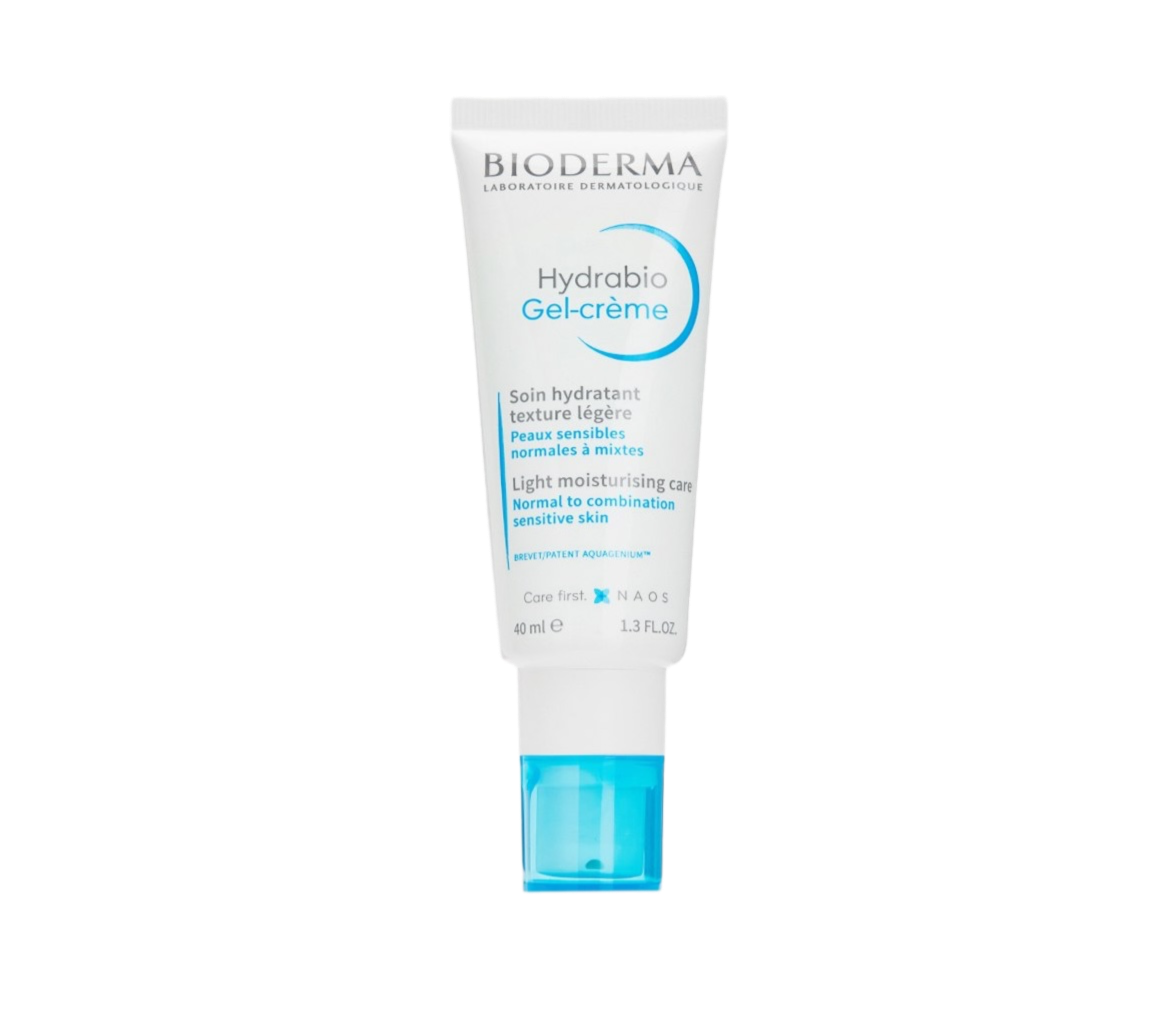 BIODERMA
LABORATOIRE DERMATOLOGIQUE
Hydrabio
Gel-crème
Soin hydratant
texture légère
Peaux sensibles
normales à mixtes
Light moisturising care
Normal to combination
sensitive skin
BREVET/PATENT AQUAGENIUM™
Care first. NAOS
40 ml ℮ 1.3 FL.OZ.